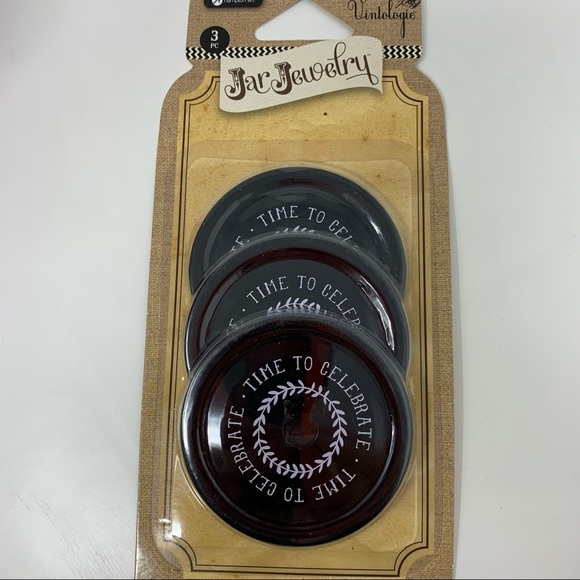 Vintologie
3
PC
Jar Jewelry
TIME TO CELEBRATE
TIME TO CELEBRATE
· TIME TO CELEBRATE · TIME TO CELEBRATE